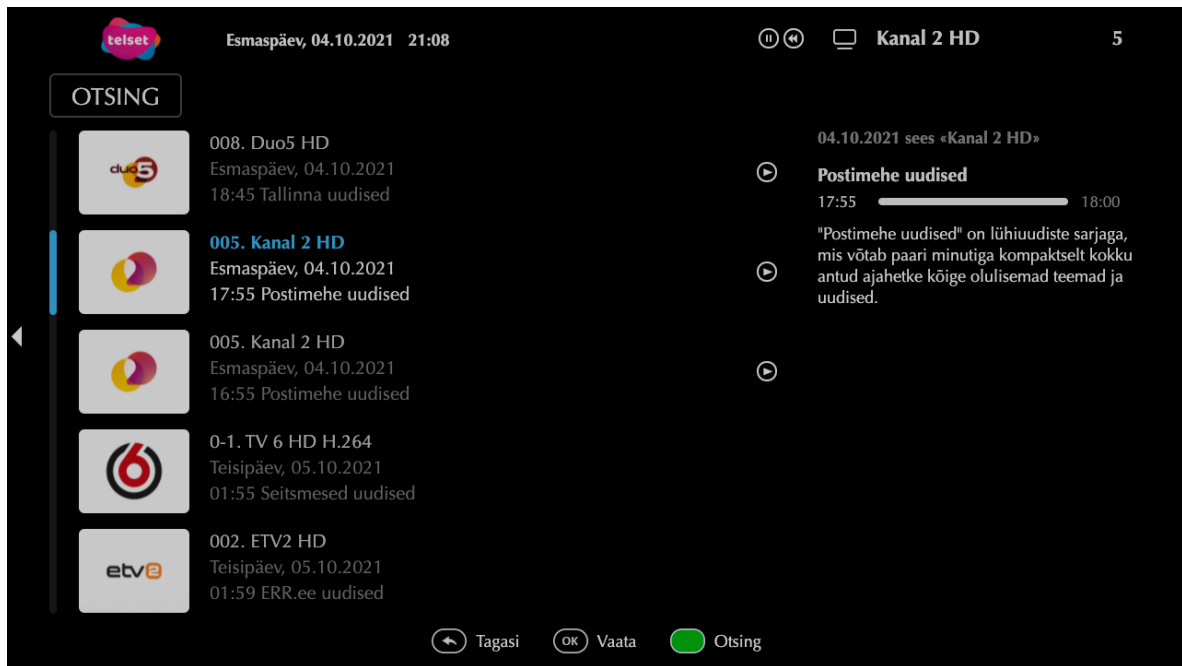 telset
Esmaspäev, 04.10.2021 21:08
Kanal 2 HD 5
OTSING
duo5
008. Duo5 HD
Esmaspäev, 04.10.2021
18:45 Tallinna uudised
005. Kanal 2 HD
Esmaspäev, 04.10.2021
17:55 Postimehe uudised
005. Kanal 2 HD
Esmaspäev, 04.10.2021
16:55 Postimehe uudised
6
0-1. TV 6 HD H.264
Teisipäev, 05.10.2021
01:55 Seitsmesed uudised
etv2
002. ETV2 HD
Teisipäev, 05.10.2021
01:59 ERR.ee uudised
04.10.2021 sees «Kanal 2 HD»
Postimehe uudised
17:55 18:00
"Postimehe uudised" on lühiuudiste sarjaga,
mis võtab paari minutiga kompaktselt kokku
antud ajahetke kõige olulisemad teemad ja
uudised.
Tagasi OK Vaata Otsing